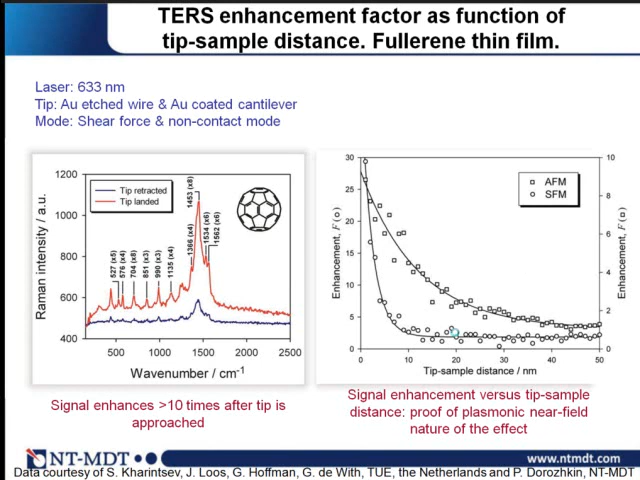 TERS enhancement factor as function of
tip-sample distance. Fullerene thin film.
Laser: 633 nm
Tip: Au etched wire & Au coated cantilever
Mode: Shear force & non-contact mode
Raman intensity / a.u.
1200
1000
800
600
400
Tip retracted
Tip landed
527 (x5)
576 (x4)
704 (x8)
851 (x3)
990 (x3)
1135 (x4)
1366 (x4)
1453 (x8)
1534 (x6)
1562 (x6)
500 1000 1500 2000 2500
Wavenumber / cm⁻¹
Enhancement, F(○)
30
25
20
15
10
5
0
AFM
SFM
10
8
6
4
2
0
Enhancement, F(□)
0 10 20 30 40 50
Tip-sample distance / nm
Signal enhances >10 times after tip is
approached
Signal enhancement versus tip-sample
distance: proof of plasmonic near-field
nature of the effect
NT-MDT
www.ntmdt.com
Data courtesy of S. Kharintsev, J. Loos, G. Hoffman, G. de With, TUE, the Netherlands and P. Dorozhkin, NT-MDT